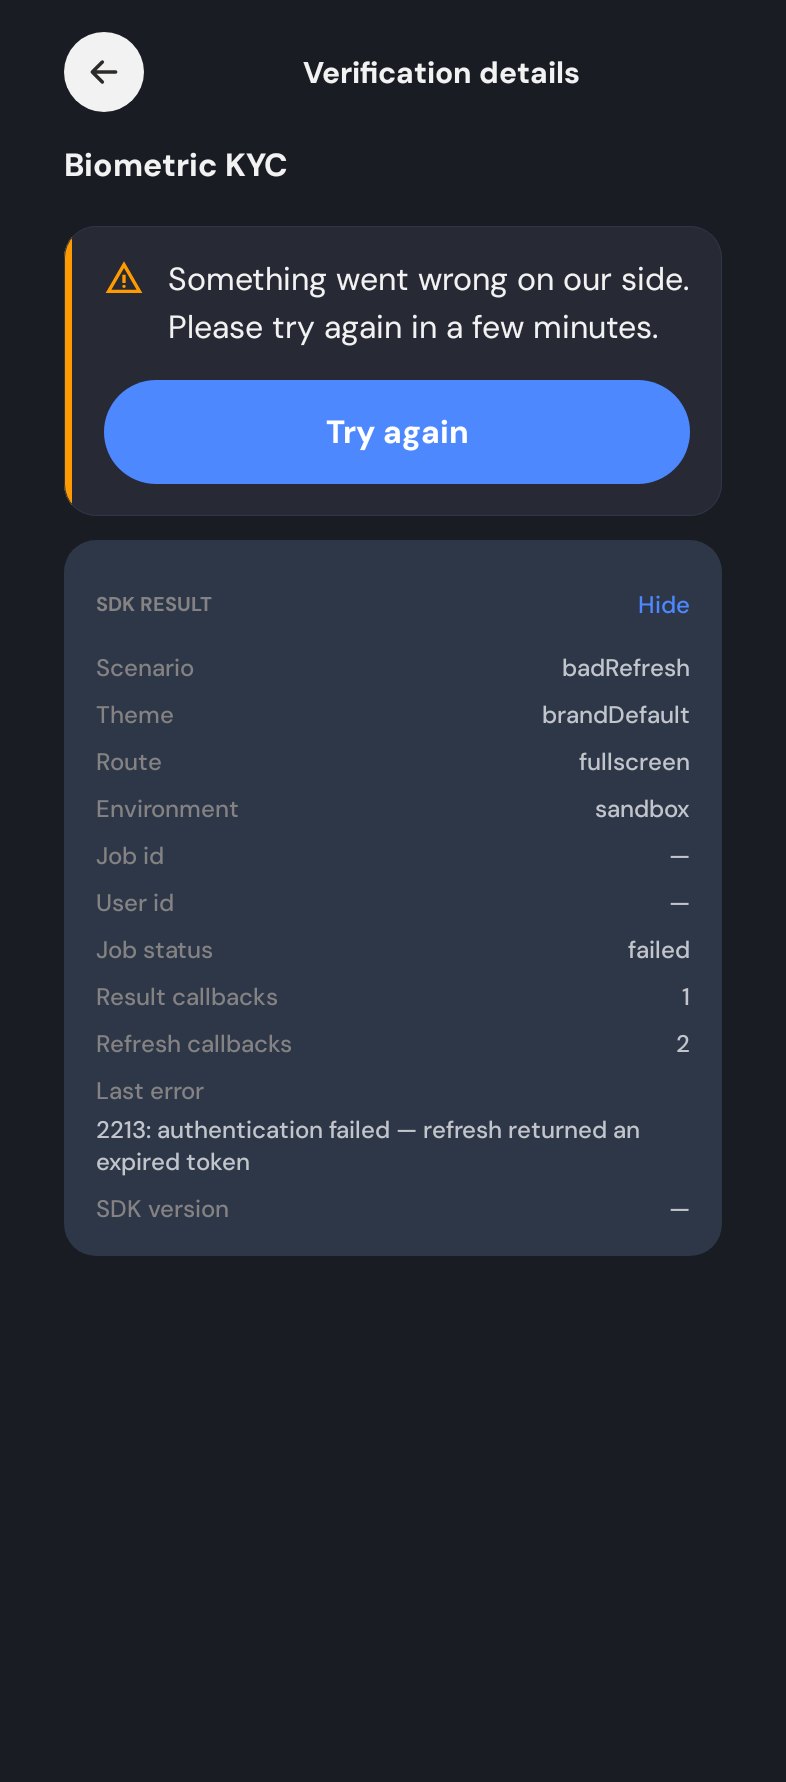 Verification details
Biometric KYC
Something went wrong on our side.
Please try again in a few minutes.
Try again
SDK RESULT Hide
Scenario badRefresh
Theme brandDefault
Route fullscreen
Environment sandbox
Job id —
User id —
Job status failed
Result callbacks 1
Refresh callbacks 2
Last error
2213: authentication failed — refresh returned an
expired token
SDK version —